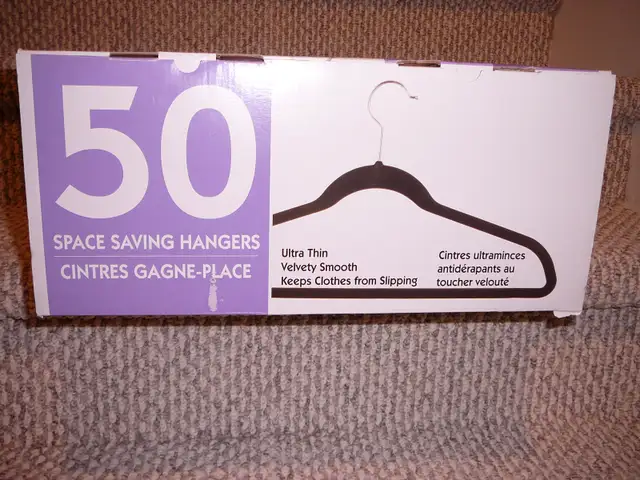 50
SPACE SAVING HANGERS
CINTRES GAGNE-PLACE
Ultra Thin
Velvety Smooth
Keeps Clothes from Slipping
Cintres ultraminces
antidérapants au
toucher velouté